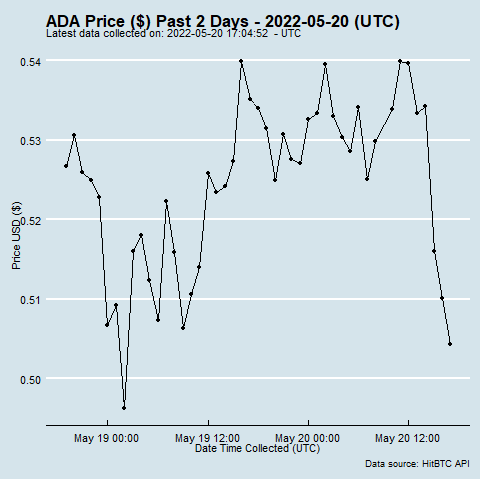 ADA Price ($) Past 2 Days - 2022-05-20 (UTC)
Latest data collected on: 2022-05-20 17:04:52 - UTC
0.54
0.53
0.52
0.51
0.50
Price USD ($)
May 19 00:00
May 19 12:00
May 20 00:00
May 20 12:00
Date Time Collected (UTC)
Data source: HitBTC API